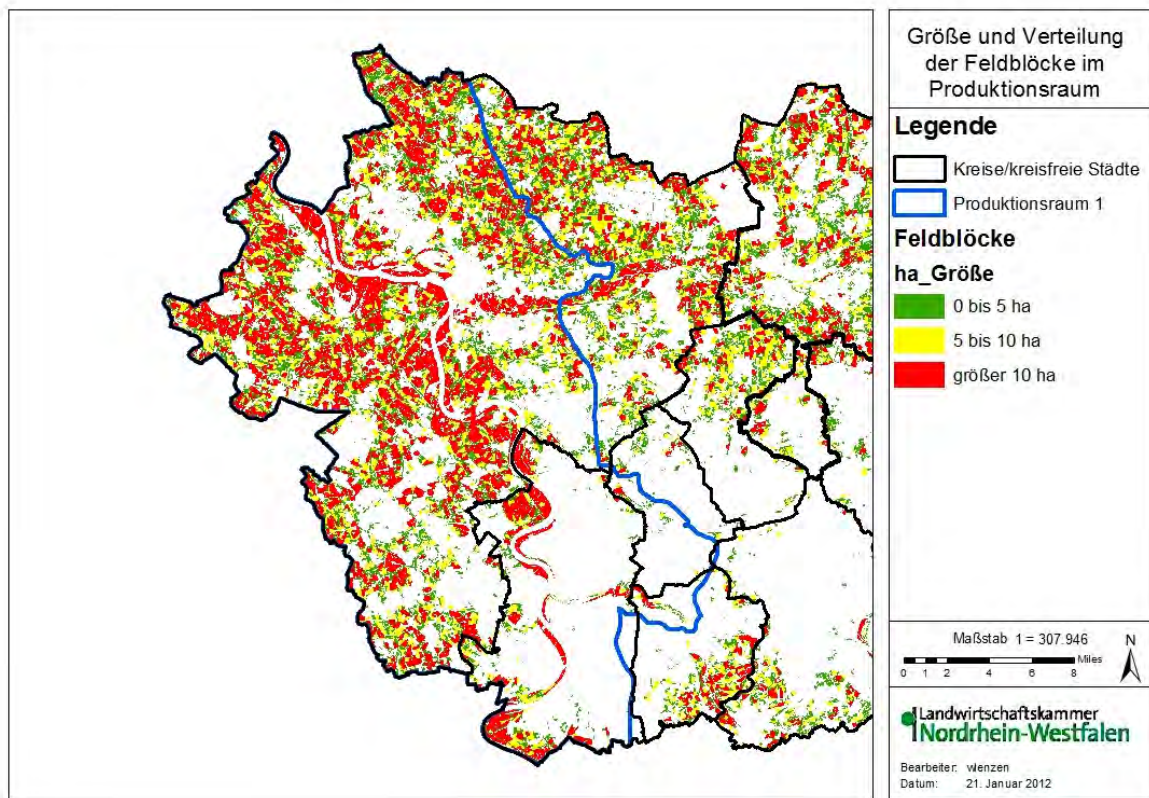 Größe und Verteilung
der Feldblöcke im
Produktionsraum
Legende
Kreise/kreisfreie Städte
Produktionsraum 1
Feldblöcke
ha_Größe
0 bis 5 ha
5 bis 10 ha
größer 10 ha
Maßstab 1 = 307.946
N
Miles
0 1 2 4 6 8
Landwirtschaftskammer
Nordrhein-Westfalen
Bearbeiter: wienzen
Datum: 21. Januar 2012